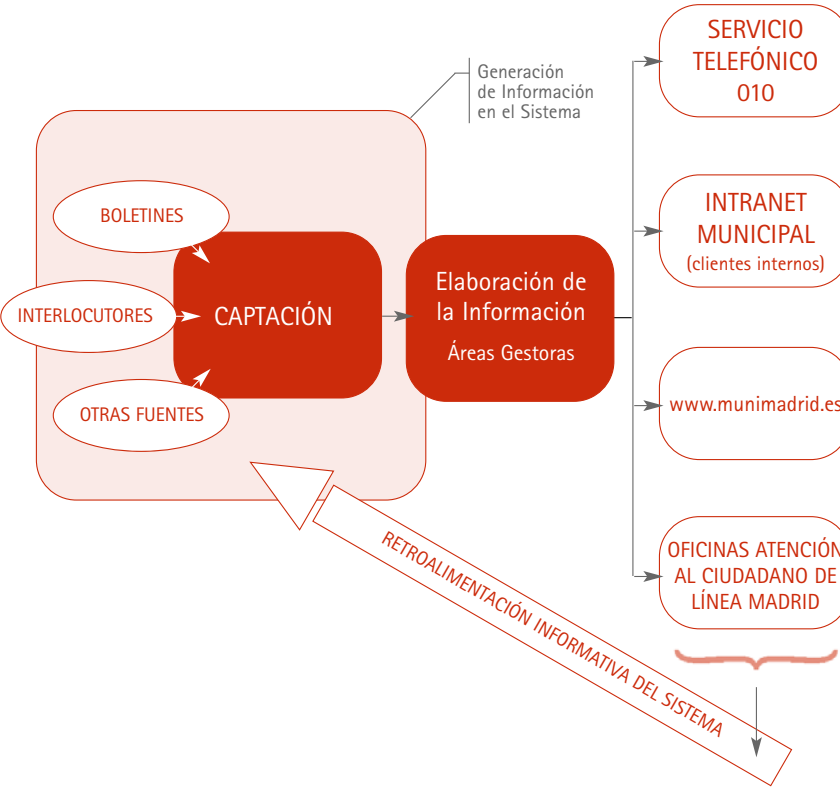 Generación
de Información
en el Sistema
BOLETINES
INTERLOCUTORES
OTRAS FUENTES
CAPTACIÓN
Elaboración de
la Información
Áreas Gestoras
SERVICIO
TELEFÓNICO
010
INTRANET
MUNICIPAL
(clientes internos)
www.munimadrid.es
OFICINAS ATENCIÓN
AL CIUDADANO DE
LÍNEA MADRID
RETROALIMENTACIÓN INFORMATIVA DEL SISTEMA